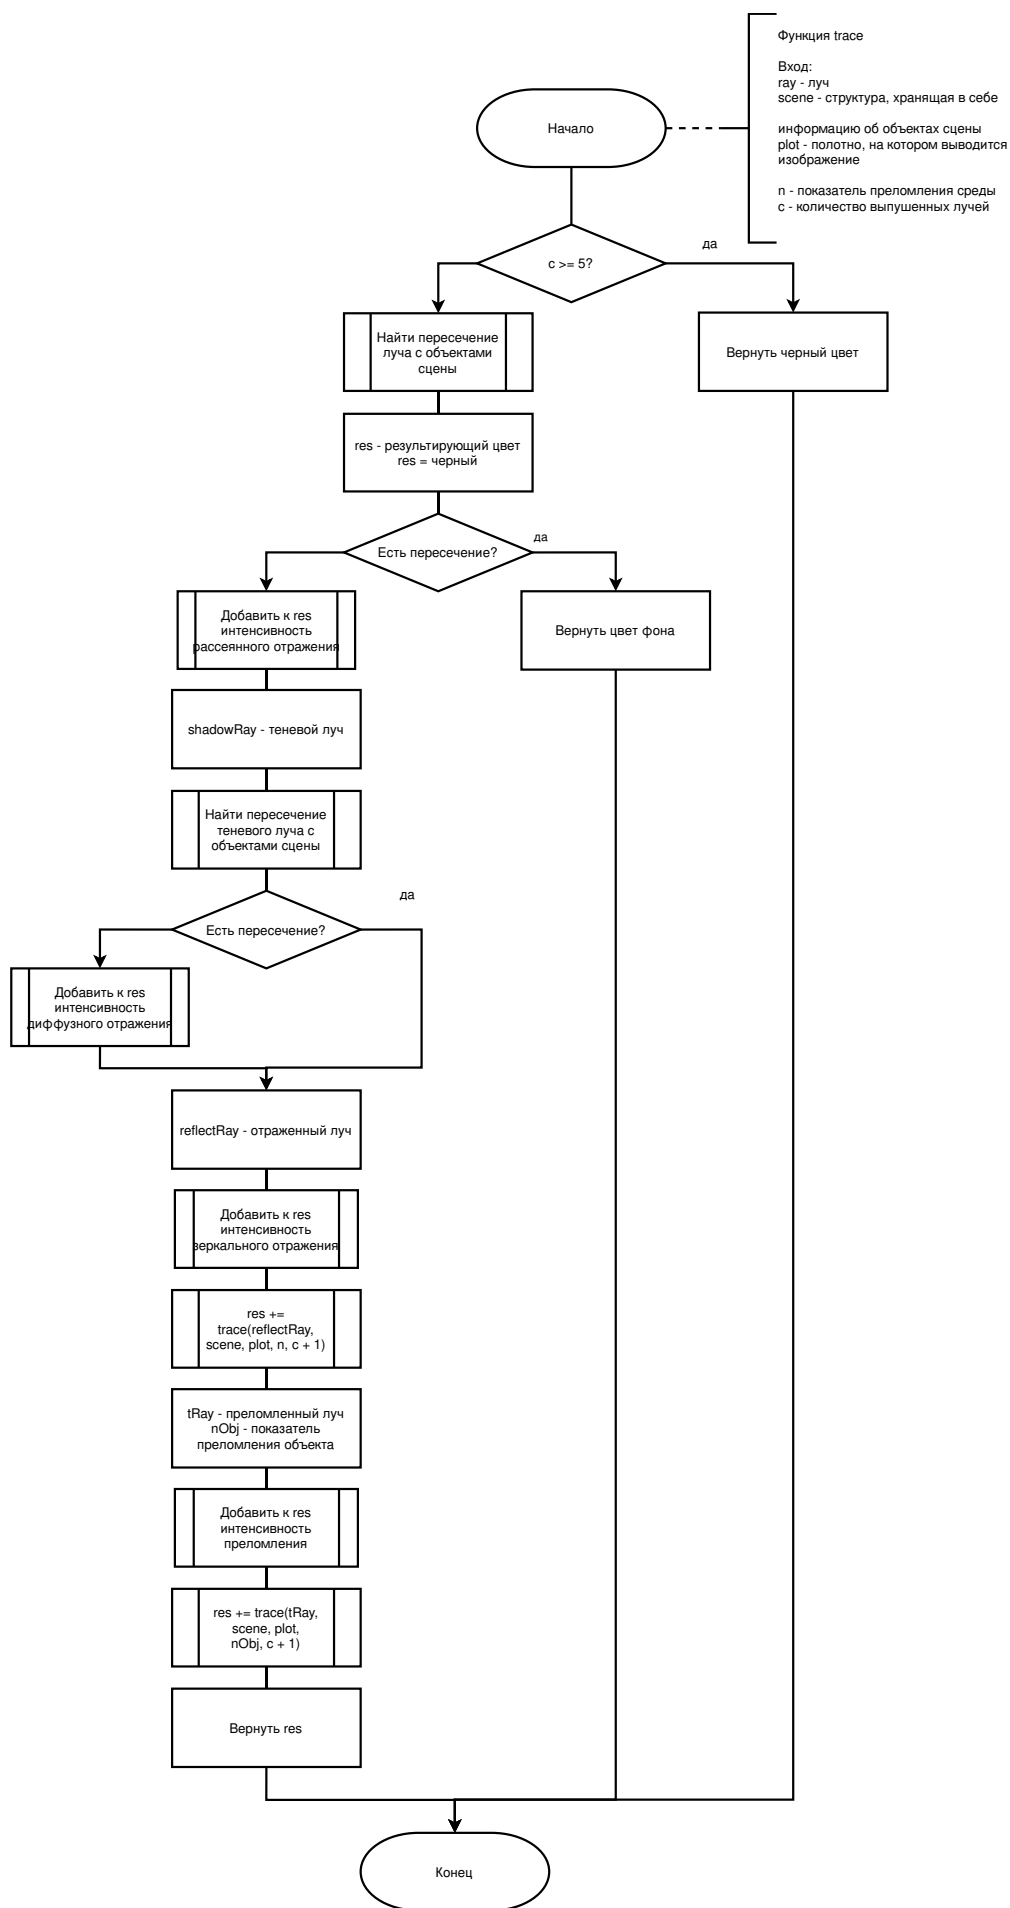 Функция trace
Вход:
ray - луч
scene - структура, хранящая в себе
информацию об объектах сцены
plot - полотно, на котором выводится
изображение
n - показатель преломления среды
c - количество выпушенных лучей
Начало
да
c >= 5?
Найти пересечение
луча с объектами
сцены
Вернуть черный цвет
res - результирующий цвет
res = черный
да
Есть пересечение?
Добавить к res
интенсивность
рассеянного отражения
Вернуть цвет фона
shadowRay - теневой луч
Найти пересечение
теневого луча с
объектами сцены
да
Есть пересечение?
Добавить к res
интенсивность
диффузного отражения
reflectRay - отраженный луч
Добавить к res
интенсивность
зеркального отражения
res +=
trace(reflectRay,
scene, plot, n, c + 1)
tRay - преломленный луч
nObj - показатель
преломления объекта
Добавить к res
интенсивность
преломления
res += trace(tRay,
scene, plot,
nObj, c + 1)
Вернуть res
Конец